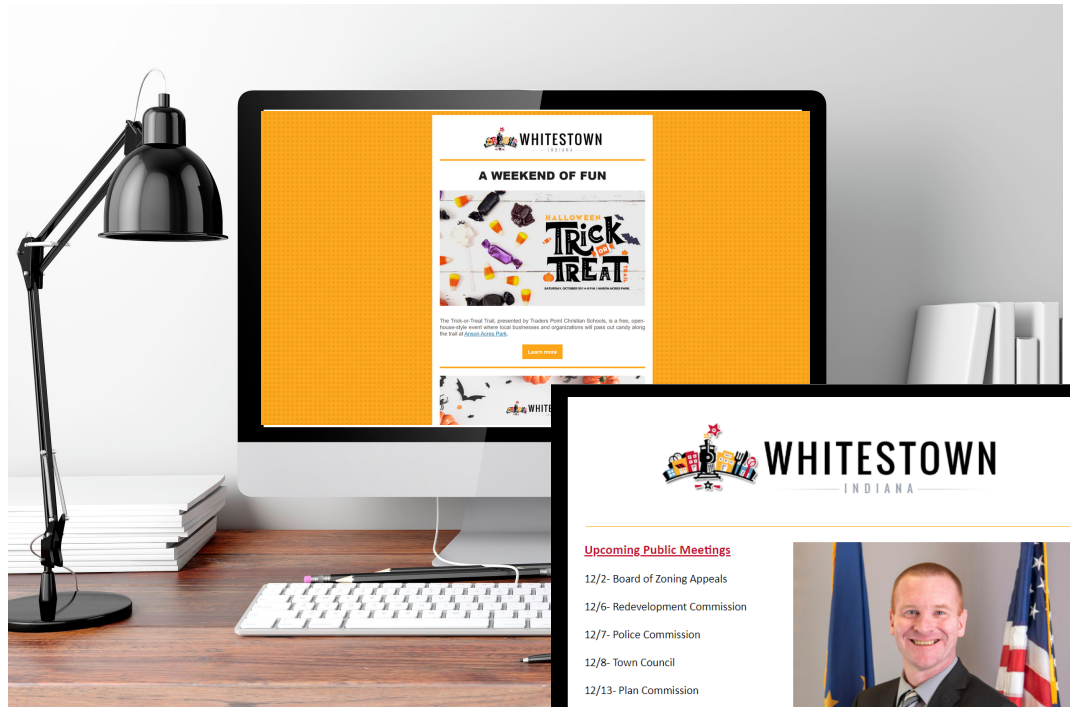 WHITESTOWN
INDIANA
A WEEKEND OF FUN
HALLOWEEN
TRICK
OR
TREAT
TRAIL
The Trick-or-Treat Trail, presented by Traders Point Christian Schools, is a free, open-
house-style event where local businesses and organizations will pass out candy along
the trail at Anson Acres Park.
Learn more
WHITESTOWN
INDIANA
Upcoming Public Meetings
12/2- Board of Zoning Appeals
12/6- Redevelopment Commission
12/7- Police Commission
12/8- Town Council
12/13- Plan Commission